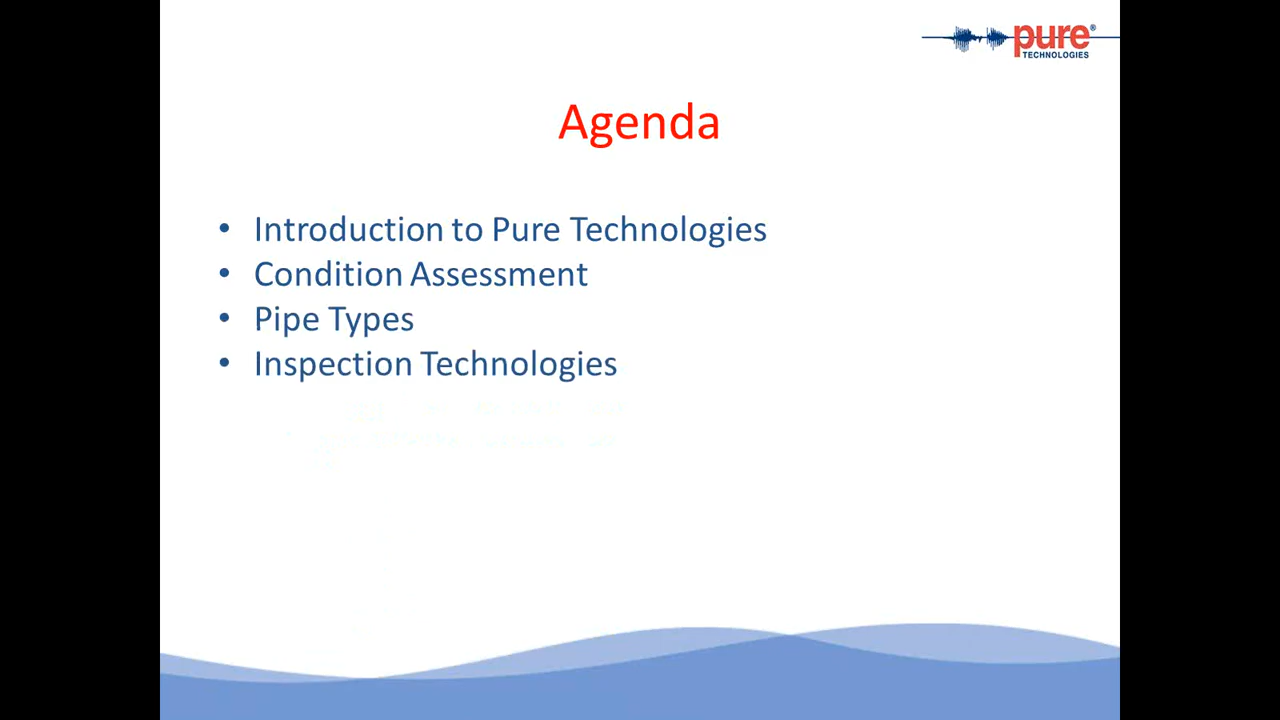 pure®
TECHNOLOGIES
Agenda
• Introduction to Pure Technologies
• Condition Assessment
• Pipe Types
• Inspection Technologies